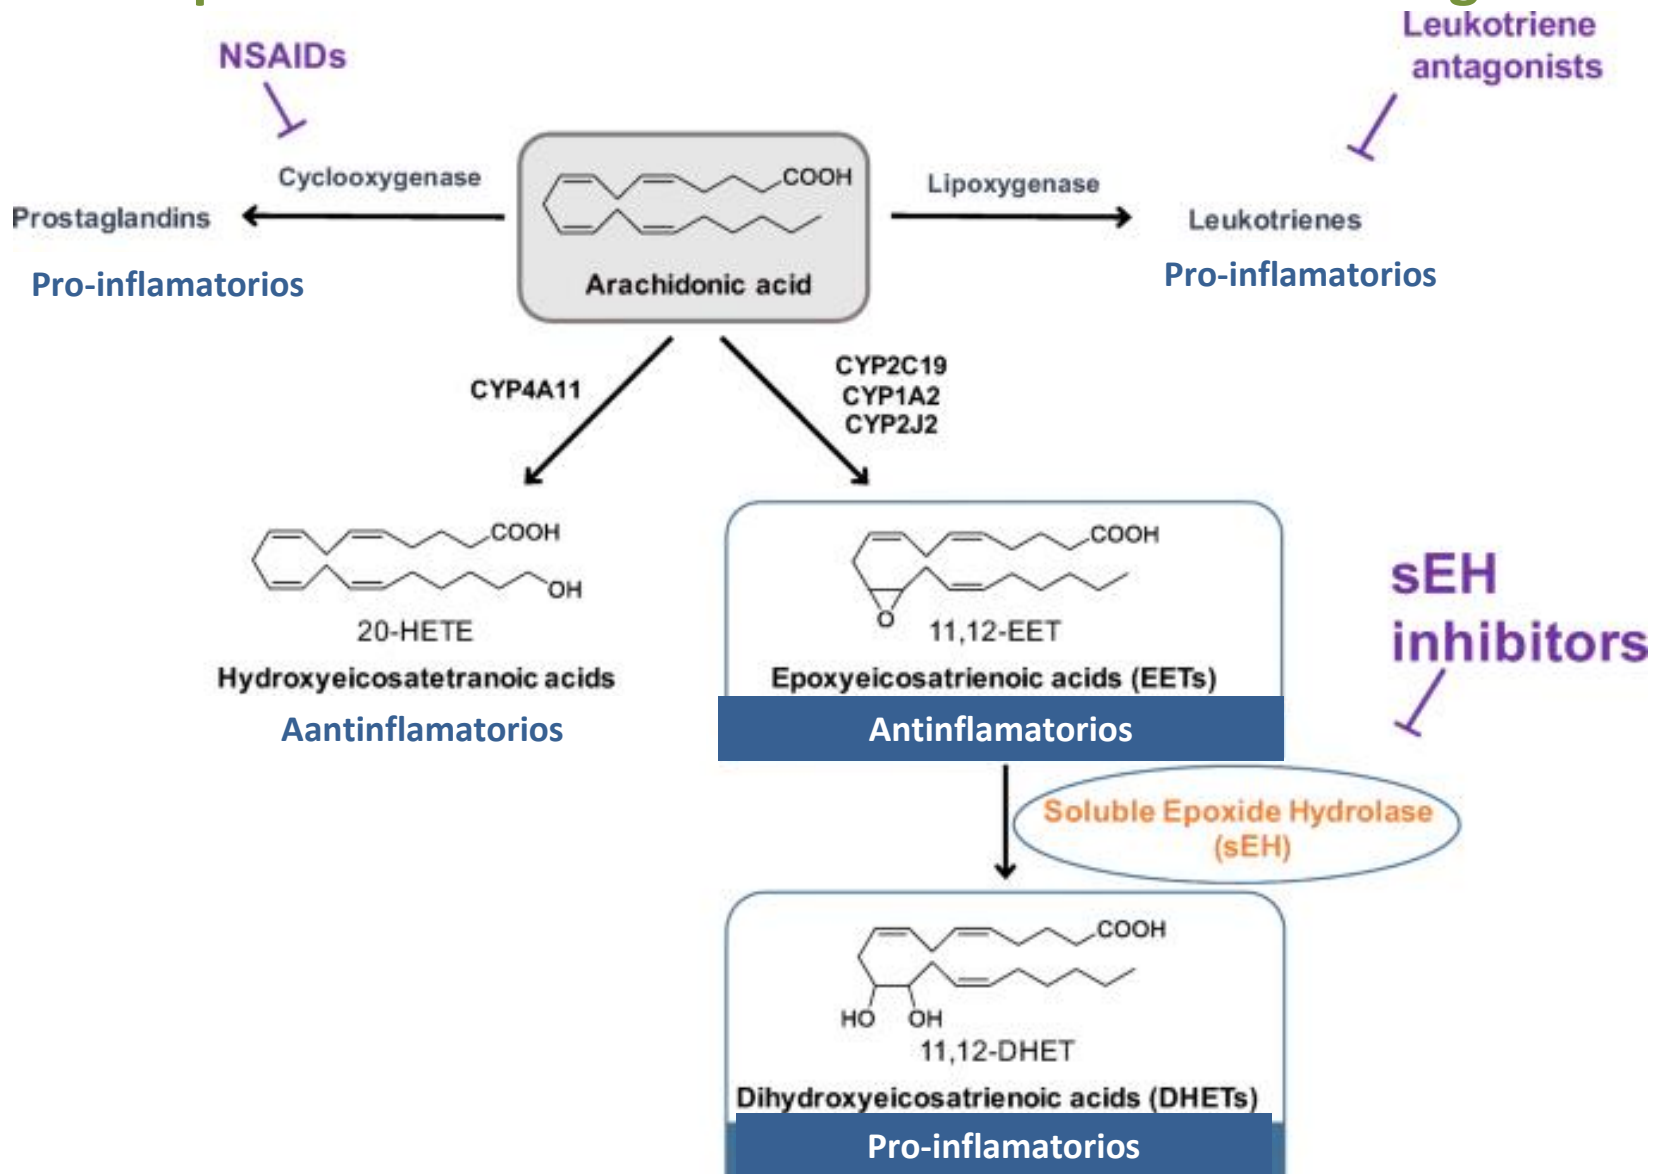 NSAIDs
Leukotriene
antagonists
Cyclooxygenase
Prostaglandins
Pro-inflamatorios
COOH
Arachidonic acid
Lipoxygenase
Leukotrienes
Pro-inflamatorios
CYP4A11
CYP2C19
CYP1A2
CYP2J2
COOH
OH
20-HETE
Hydroxyeicosatetranoic acids
Aantinflamatorios
COOH
O
11,12-EET
Epoxyeicosatrienoic acids (EETs)
Antinflamatorios
sEH
inhibitors
Soluble Epoxide Hydrolase
(sEH)
COOH
HO OH
11,12-DHET
Dihydroxyeicosatrienoic acids (DHETs)
Pro-inflamatorios